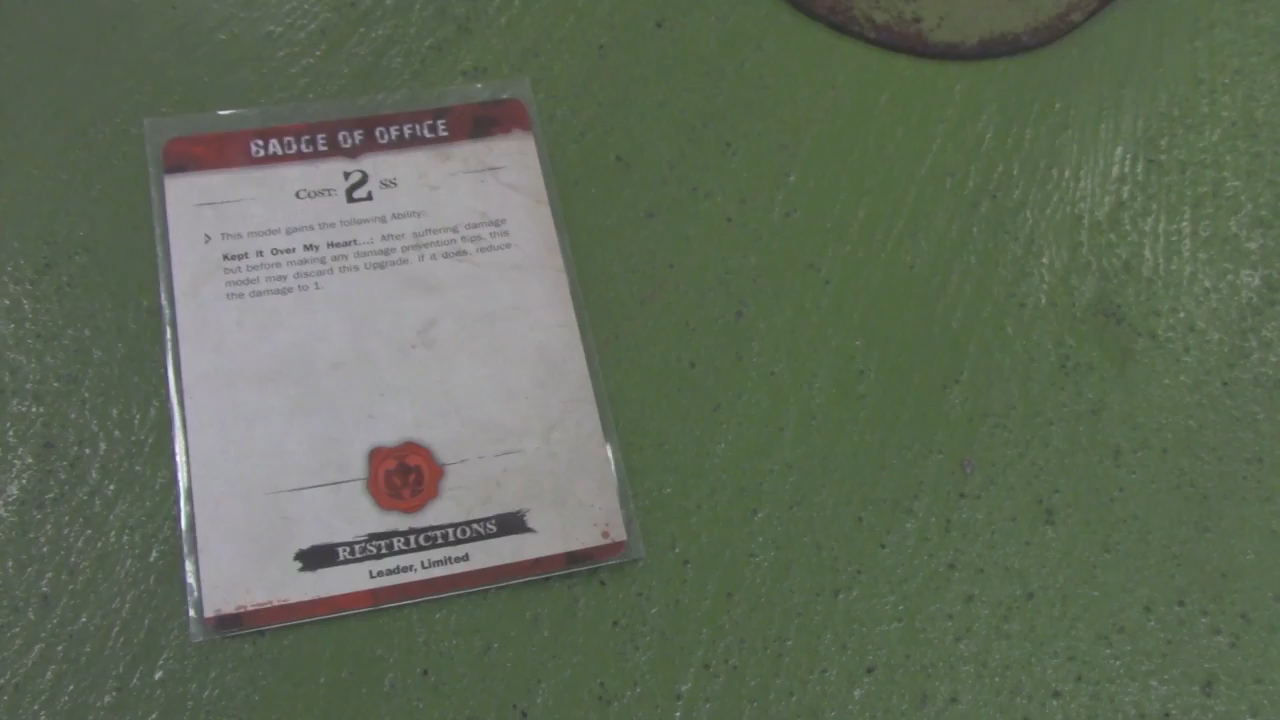 BADGE OF OFFICE
COST: 2 SS
This model gains the following Ability:
Kept It Over My Heart...: After suffering damage
but before making any damage prevention flips, this
model may discard this Upgrade. If it does, reduce
the damage to 1.
RESTRICTIONS
Leader, Limited